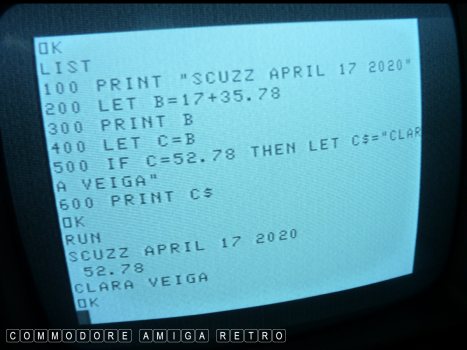 OK
LIST
100 PRINT "SCUZZ APRIL 17 2020"
200 LET B=17+35.78
300 PRINT B
400 LET C=B
500 IF C=52.78 THEN LET C$="CLAR
A VEIGA"
600 PRINT C$
OK
RUN
SCUZZ APRIL 17 2020
52.78
CLARA VEIGA
OK
COMMODORE AMIGA RETRO